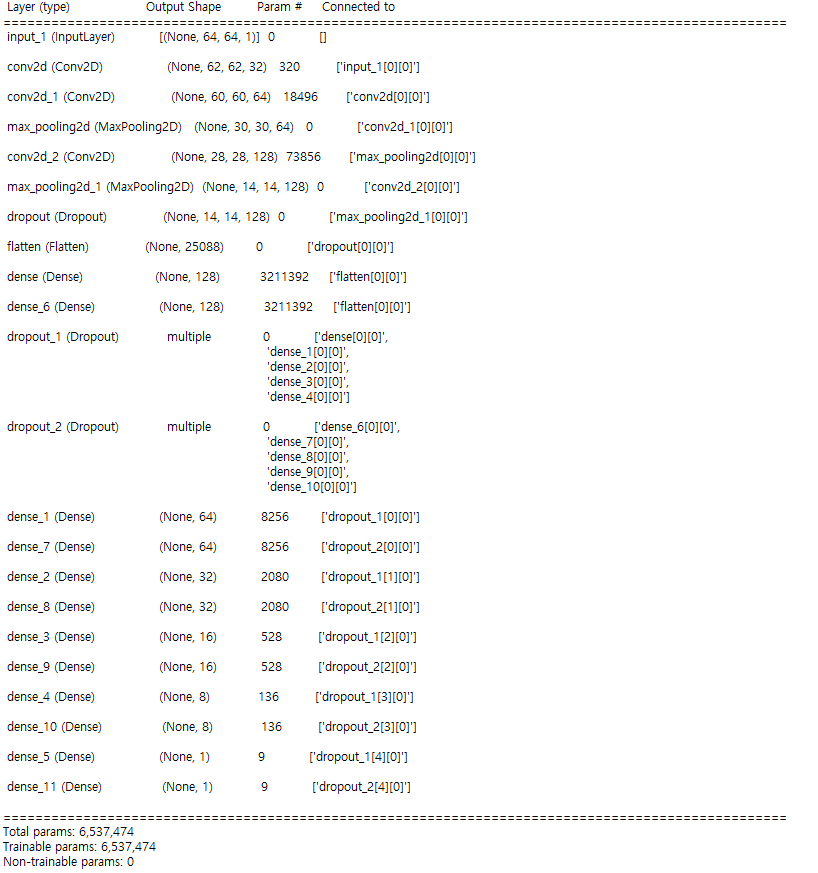 Layer (type) Output Shape Param # Connected to
==================================================================================================
input_1 (InputLayer) [(None, 64, 64, 1)] 0 []
conv2d (Conv2D) (None, 62, 62, 32) 320 ['input_1[0][0]']
conv2d_1 (Conv2D) (None, 60, 60, 64) 18496 ['conv2d[0][0]']
max_pooling2d (MaxPooling2D) (None, 30, 30, 64) 0 ['conv2d_1[0][0]']
conv2d_2 (Conv2D) (None, 28, 28, 128) 73856 ['max_pooling2d[0][0]']
max_pooling2d_1 (MaxPooling2D) (None, 14, 14, 128) 0 ['conv2d_2[0][0]']
dropout (Dropout) (None, 14, 14, 128) 0 ['max_pooling2d_1[0][0]']
flatten (Flatten) (None, 25088) 0 ['dropout[0][0]']
dense (Dense) (None, 128) 3211392 ['flatten[0][0]']
dense_6 (Dense) (None, 128) 3211392 ['flatten[0][0]']
dropout_1 (Dropout) multiple 0 ['dense[0][0]',
'dense_1[0][0]',
'dense_2[0][0]',
'dense_3[0][0]',
'dense_4[0][0]']
dropout_2 (Dropout) multiple 0 ['dense_6[0][0]',
'dense_7[0][0]',
'dense_8[0][0]',
'dense_9[0][0]',
'dense_10[0][0]']
dense_1 (Dense) (None, 64) 8256 ['dropout_1[0][0]']
dense_7 (Dense) (None, 64) 8256 ['dropout_2[0][0]']
dense_2 (Dense) (None, 32) 2080 ['dropout_1[1][0]']
dense_8 (Dense) (None, 32) 2080 ['dropout_2[1][0]']
dense_3 (Dense) (None, 16) 528 ['dropout_1[2][0]']
dense_9 (Dense) (None, 16) 528 ['dropout_2[2][0]']
dense_4 (Dense) (None, 8) 136 ['dropout_1[3][0]']
dense_10 (Dense) (None, 8) 136 ['dropout_2[3][0]']
dense_5 (Dense) (None, 1) 9 ['dropout_1[4][0]']
dense_11 (Dense) (None, 1) 9 ['dropout_2[4][0]']
==================================================================================================
Total params: 6,537,474
Trainable params: 6,537,474
Non-trainable params: 0